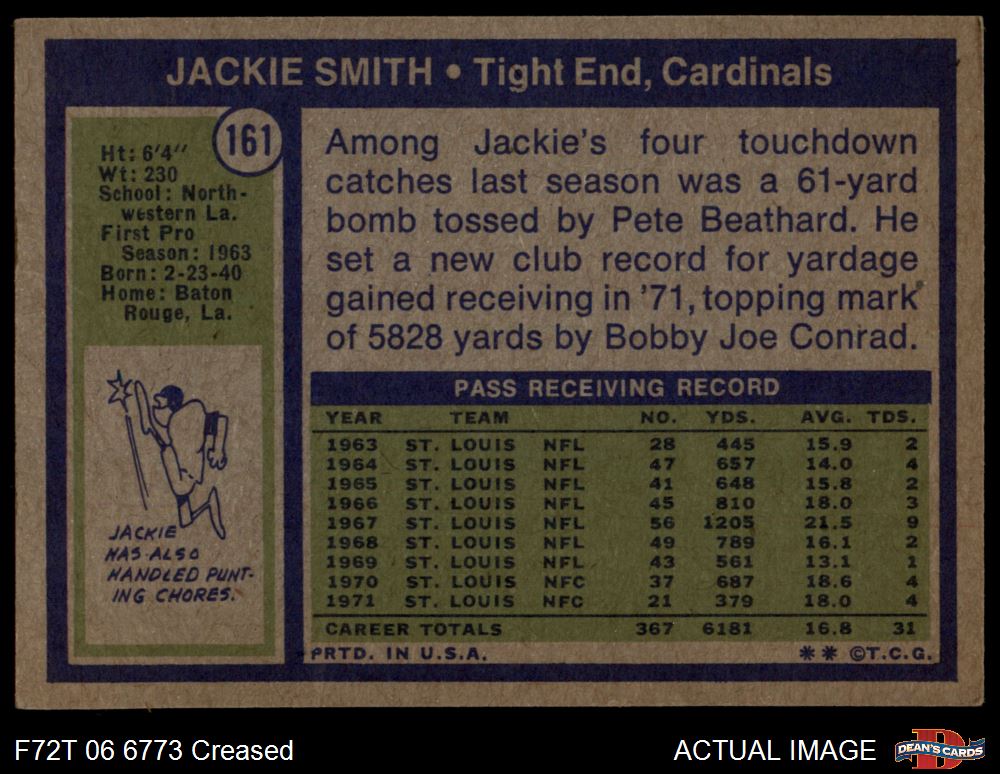 JACKIE SMITH • Tight End, Cardinals
161
Ht: 6'4"
Wt: 230
School: North-
western La.
First Pro
Season: 1963
Born: 2-23-40
Home: Baton
Rouge, La.
JACKIE
HAS ALSO
HANDLED PUNT-
ING CHORES.
Among Jackie's four touchdown
catches last season was a 61-yard
bomb tossed by Pete Beathard. He
set a new club record for yardage
gained receiving in '71, topping mark
of 5828 yards by Bobby Joe Conrad.
PASS RECEIVING RECORD
YEAR TEAM NO. YDS. AVG. TDS.
1963 ST. LOUIS NFL 28 445 15.9 2
1964 ST. LOUIS NFL 47 657 14.0 4
1965 ST. LOUIS NFL 41 648 15.8 2
1966 ST. LOUIS NFL 45 810 18.0 3
1967 ST. LOUIS NFL 56 1205 21.5 9
1968 ST. LOUIS NFL 49 789 16.1 2
1969 ST. LOUIS NFL 43 561 13.1 1
1970 ST. LOUIS NFC 37 687 18.6 4
1971 ST. LOUIS NFC 21 379 18.0 4
CAREER TOTALS 367 6181 16.8 31
PRTD. IN U.S.A. ** ©T.C.G.
F72T 06 6773 Creased
ACTUAL IMAGE
D
DEAN'S CARDS